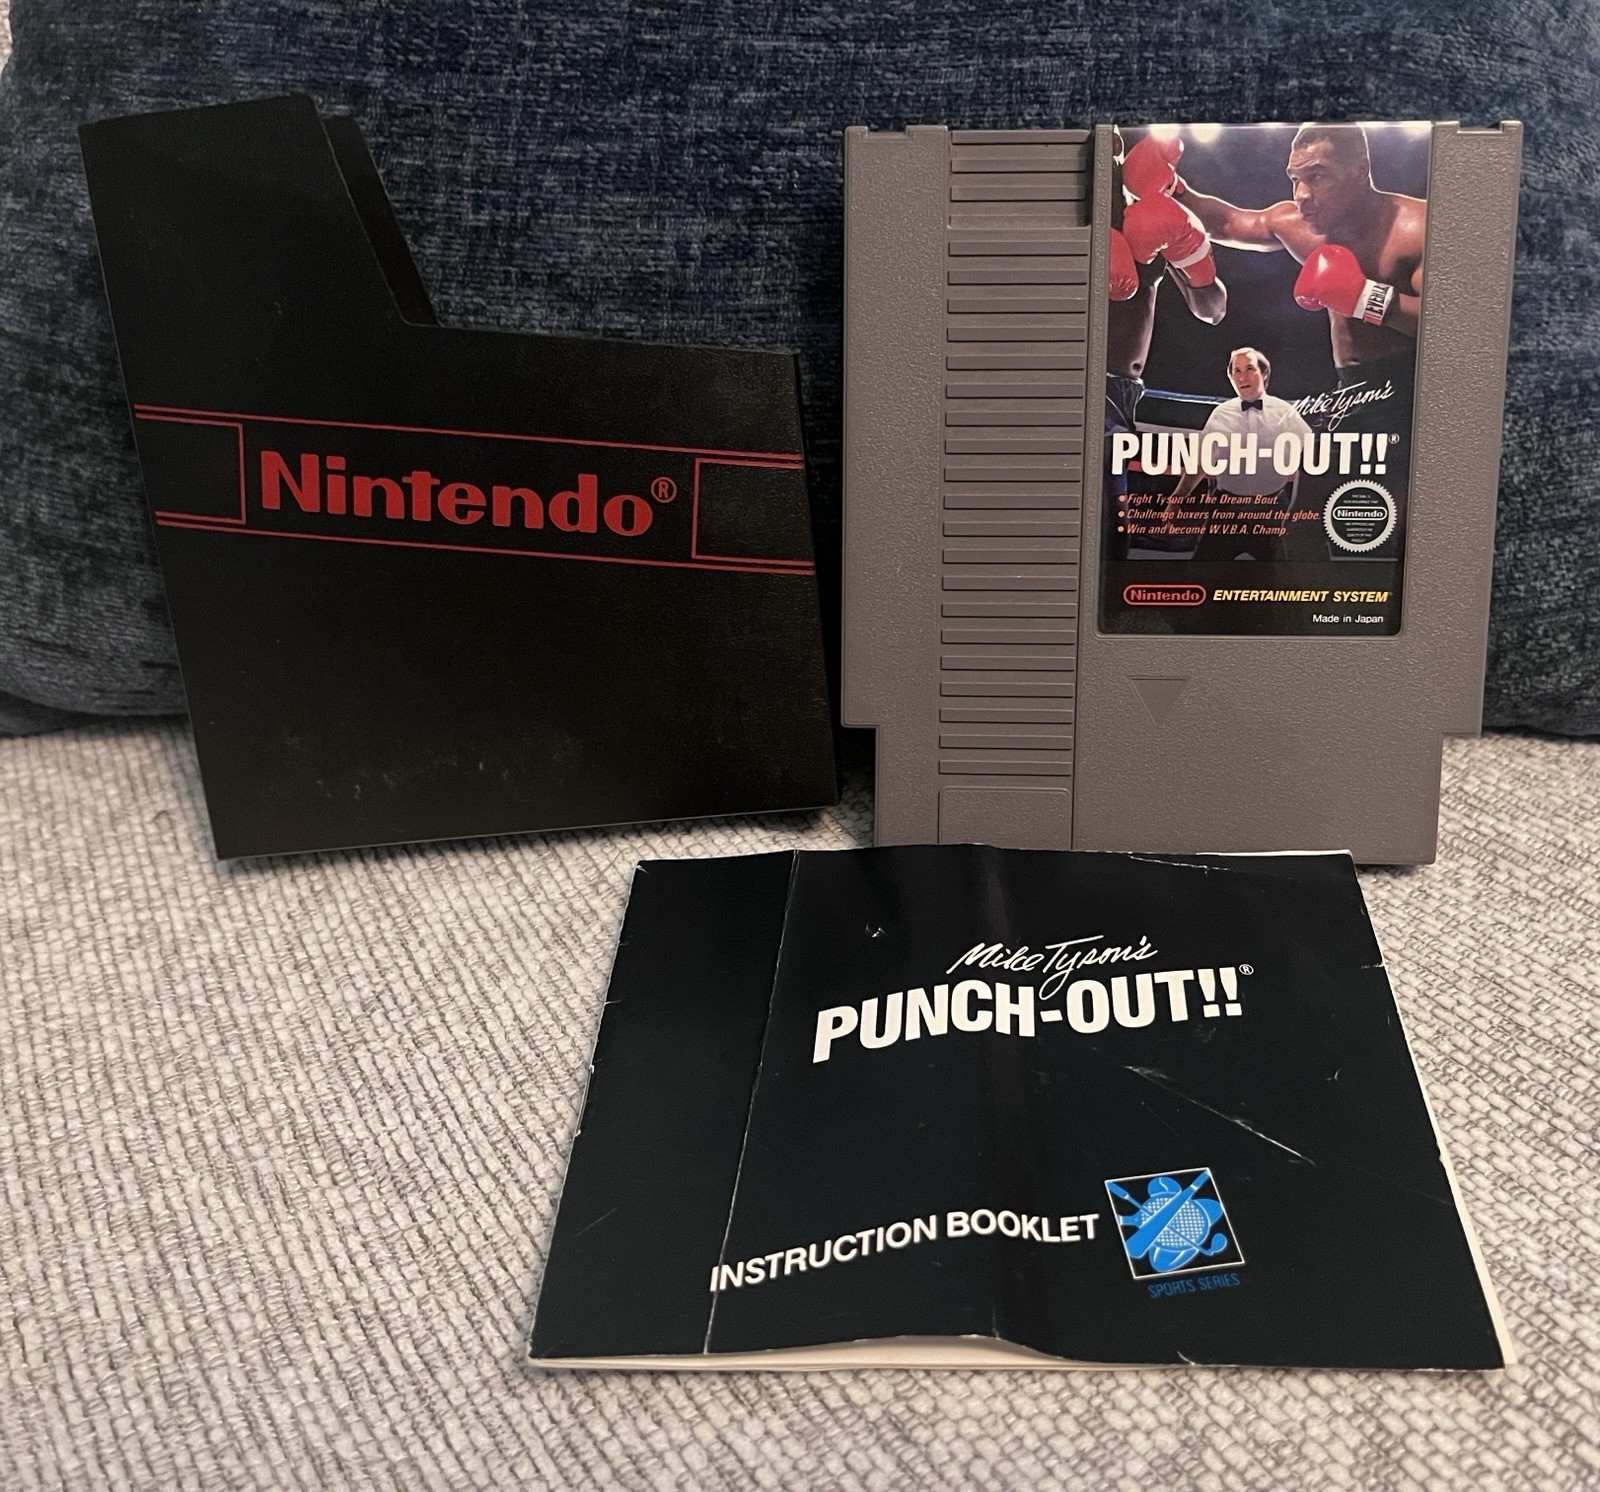 Nintendo®
EVERLAST
Mike Tyson's
PUNCH-OUT!!®
•Fight Tyson in The Dream Bout.
•Challenge boxers from around the globe.
•Win and become W.V.B.A. Champ.
Nintendo
Nintendo ENTERTAINMENT SYSTEM
Made in Japan
Mike Tyson's
PUNCH-OUT!!®
INSTRUCTION BOOKLET
SPORTS SERIES